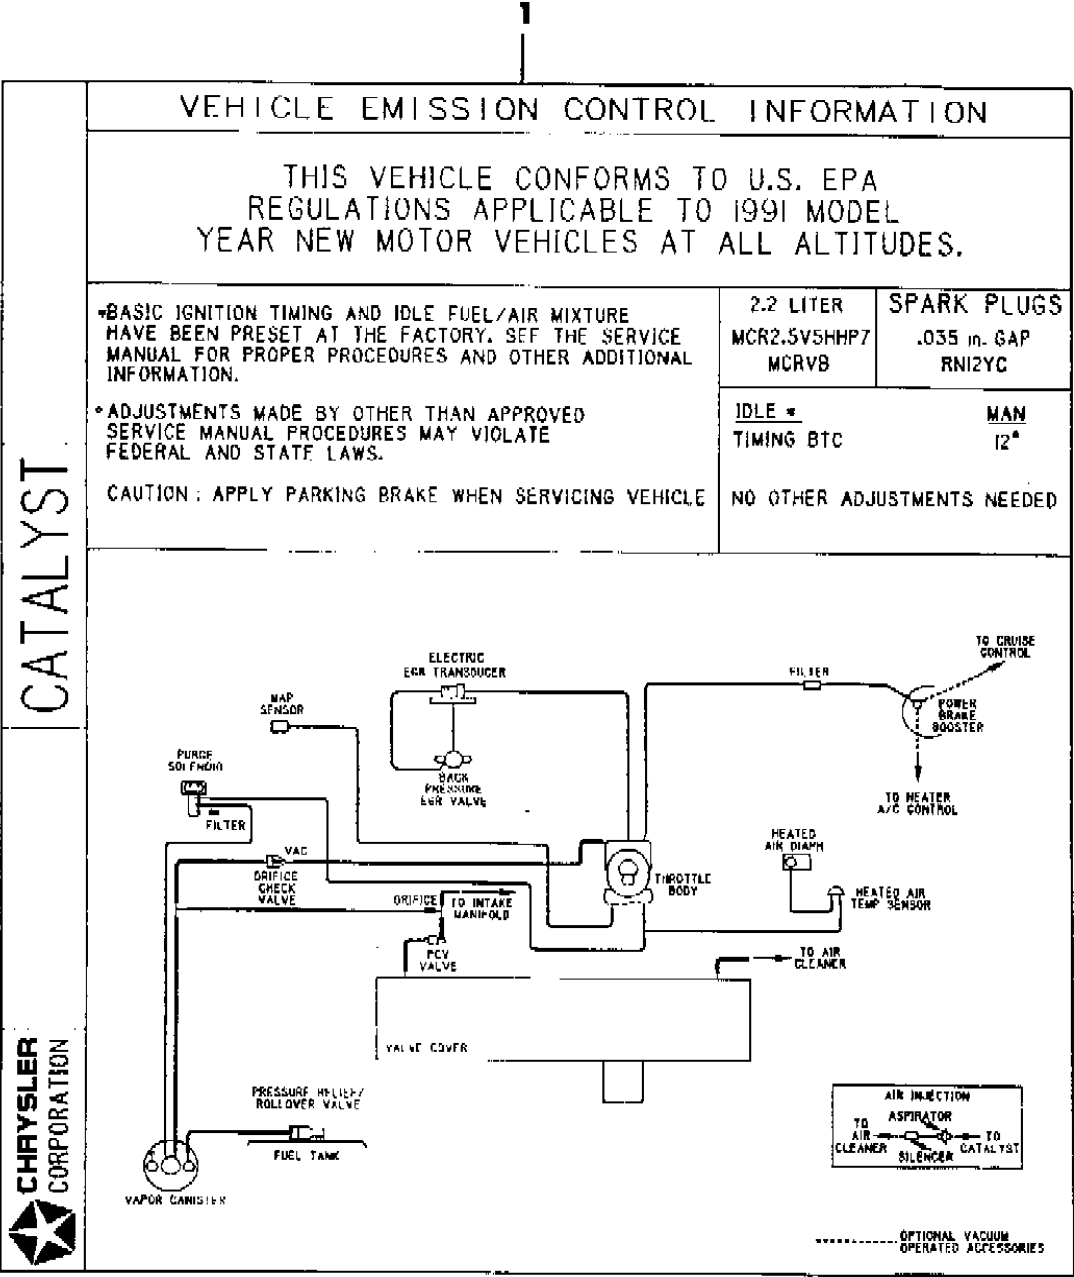 1
VEHICLE EMISSION CONTROL INFORMATION
THIS VEHICLE CONFORMS TO U.S. EPA
REGULATIONS APPLICABLE TO 1991 MODEL
YEAR NEW MOTOR VEHICLES AT ALL ALTITUDES.
*BASIC IGNITION TIMING AND IDLE FUEL/AIR MIXTURE
HAVE BEEN PRESET AT THE FACTORY. SEE THE SERVICE
MANUAL FOR PROPER PROCEDURES AND OTHER ADDITIONAL
INFORMATION.
*ADJUSTMENTS MADE BY OTHER THAN APPROVED
SERVICE MANUAL PROCEDURES MAY VIOLATE
FEDERAL AND STATE LAWS.
CAUTION: APPLY PARKING BRAKE WHEN SERVICING VEHICLE
2.2 LITER
MCR2.5V5HHP7
MCRVB
SPARK PLUGS
.035 in. GAP
RN12YC
IDLE * MAN
TIMING BTC 12°
NO OTHER ADJUSTMENTS NEEDED
CATALYST
CHRYSLER
CORPORATION
ELECTRIC
EGR TRANSDUCER
MAP
SENSOR
PURGE
SOLENOID
FILTER
BACK
PRESSURE
EGR VALVE
FILTER
TO CRUISE
CONTROL
POWER
BRAKE
BOOSTER
TO HEATER
A/C CONTROL
VAC
ORIFICE
CHECK
VALVE
ORIFICE
TO INTAKE
MANIFOLD
PCV
VALVE
THROTTLE
BODY
HEATED
AIR DIAPH
HEATED AIR
TEMP SENSOR
TO AIR
CLEANER
VALVE COVER
PRESSURE RELIEF/
ROLLOVER VALVE
FUEL TANK
VAPOR CANISTER
AIR INJECTION
ASPIRATOR
TO
AIR
CLEANER
SILENCER
TO
CATALYST
OPTIONAL VACUUM
OPERATED ACCESSORIES